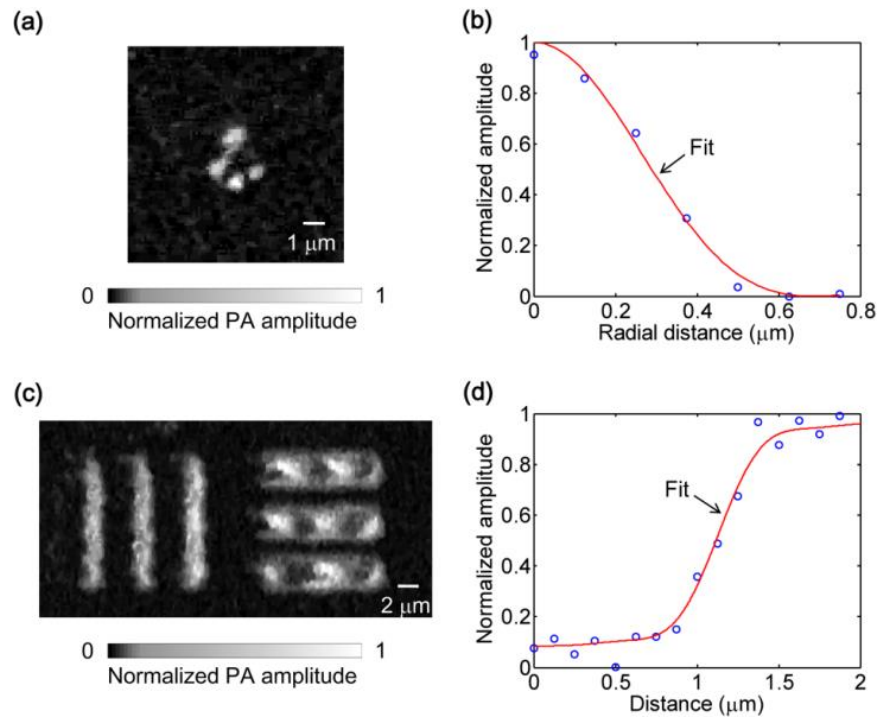 (a)
1 μm
0
1
Normalized PA amplitude
(b)
Normalized amplitude
1
0.8
0.6
0.4
0.2
0
Fit
0
0.2
0.4
0.6
0.8
Radial distance (μm)
(c)
2 μm
0
1
Normalized PA amplitude
(d)
Normalized amplitude
1
0.8
0.6
0.4
0.2
0
Fit
0
0.5
1
1.5
2
Distance (μm)